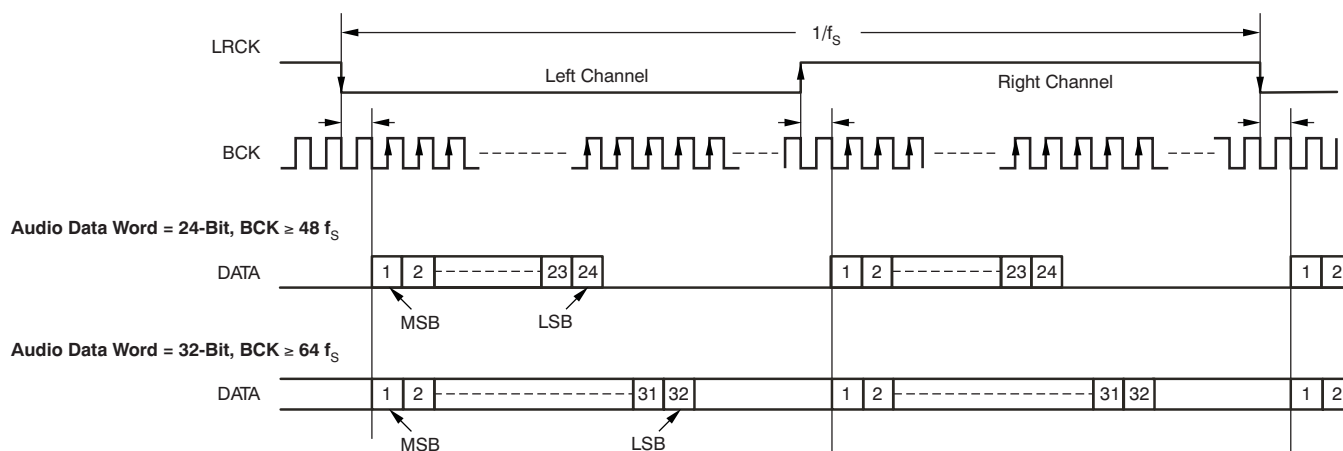 1/fS
LRCK
Left Channel
Right Channel
BCK
Audio Data Word = 24-Bit, BCK ≥ 48 fS
DATA 1 2 23 24 1 2 23 24 1 2
MSB LSB
Audio Data Word = 32-Bit, BCK ≥ 64 fS
DATA 1 2 31 32 1 2 31 32 1 2
MSB LSB